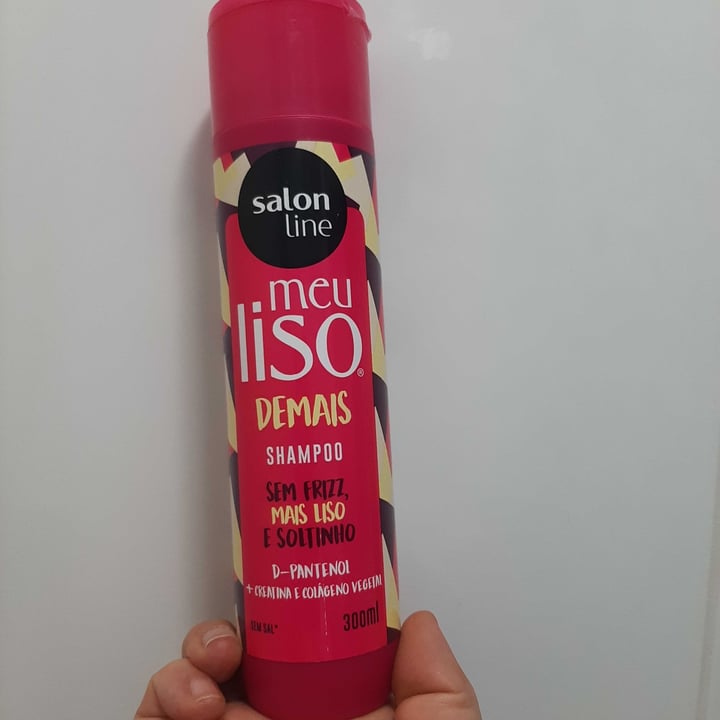 salon
line
meu
liso®
DEMAIS
SHAMPOO
SEM FRIZZ,
MAIS LISO
E SOLTINHO
D-PANTENOL
+ CREATINA E COLÁGENO VEGETAL
SEM SAL*
300ml